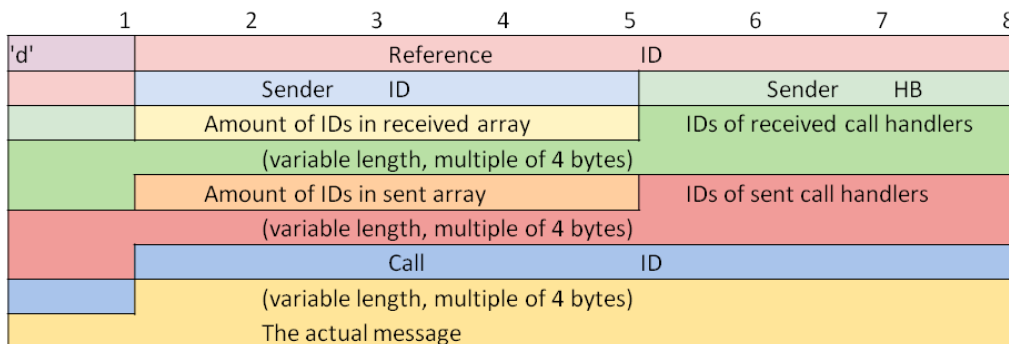 1 2 3 4 5 6 7 8
'd' Reference ID
Sender ID Sender HB
Amount of IDs in received array IDs of received call handlers
(variable length, multiple of 4 bytes)
Amount of IDs in sent array IDs of sent call handlers
(variable length, multiple of 4 bytes)
Call ID
(variable length, multiple of 4 bytes)
The actual message